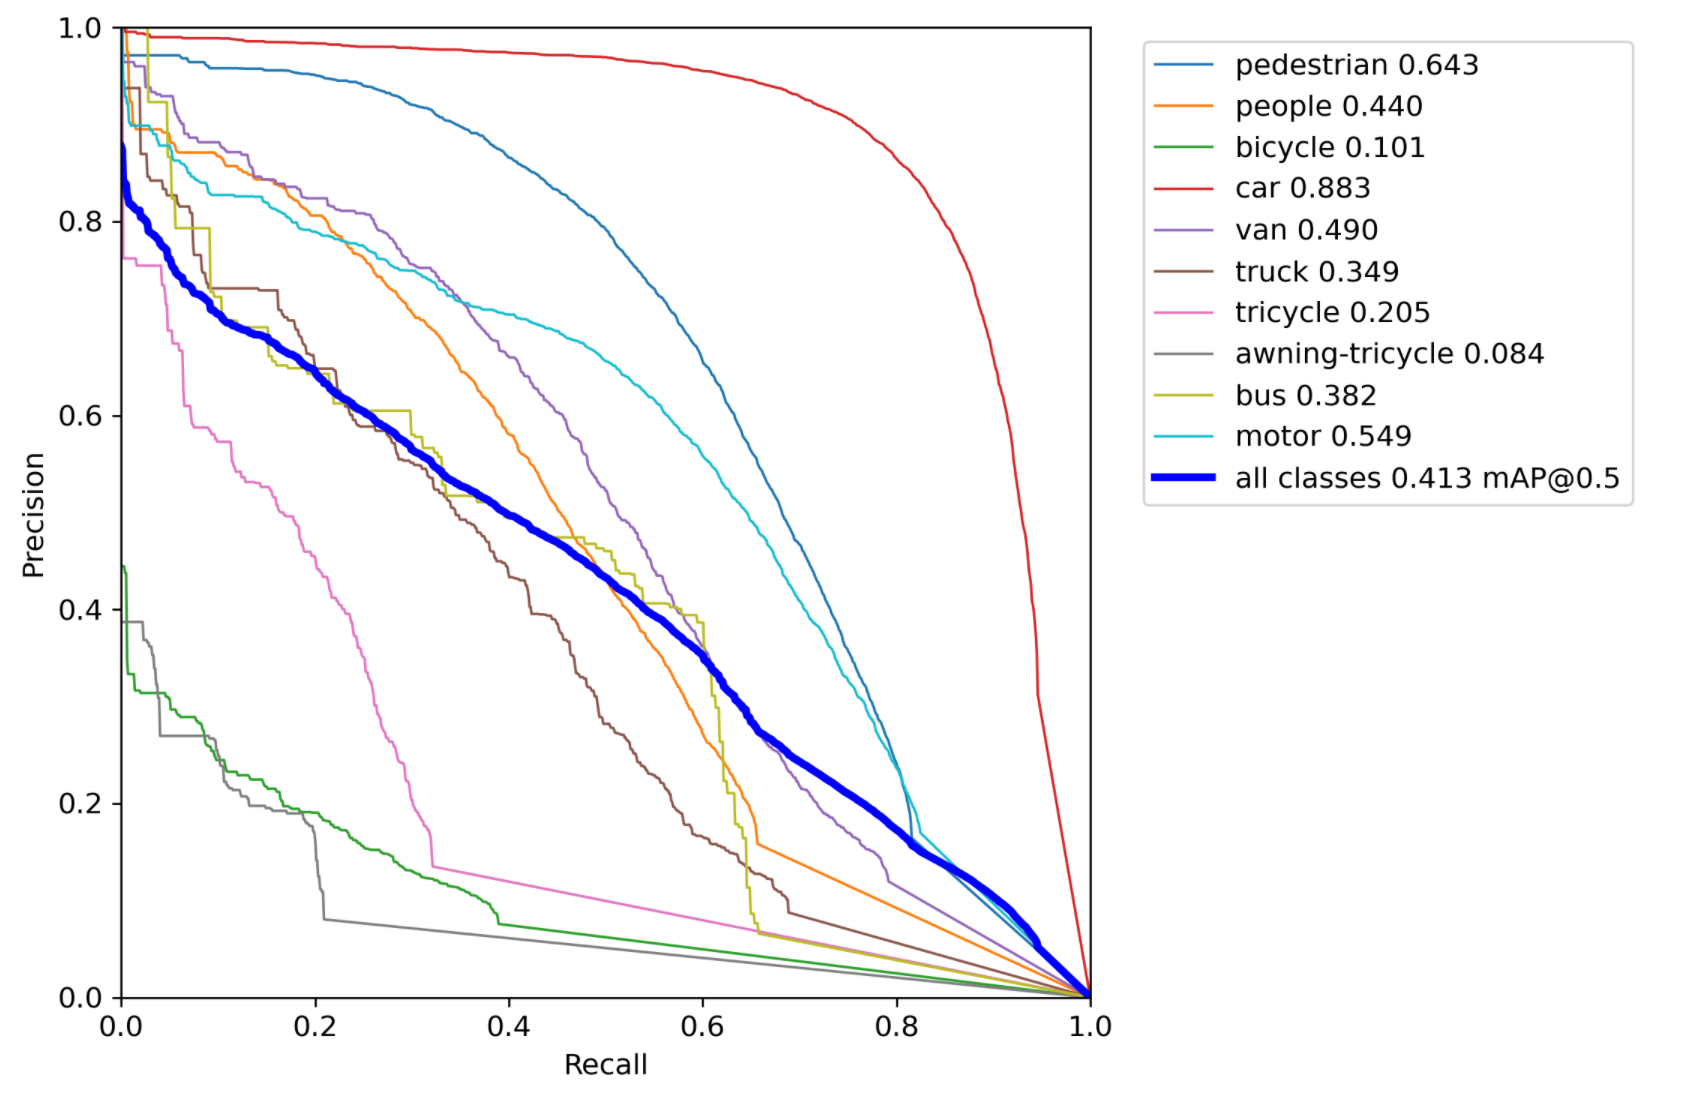 1.0
0.8
0.6
0.4
0.2
0.0
Precision
0.0 0.2 0.4 0.6 0.8 1.0
Recall
pedestrian 0.643
people 0.440
bicycle 0.101
car 0.883
van 0.490
truck 0.349
tricycle 0.205
awning-tricycle 0.084
bus 0.382
motor 0.549
all classes 0.413 mAP@0.5